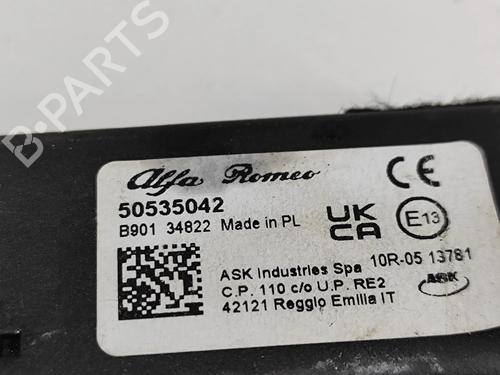 B-PARTS
Alfa Romeo
CE
50535042
B901 34822 Made in PL
UK
CA
E13
ASK Industries Spa 10R-05 13781
C.P. 110 c/o U.P. RE2
ASK
42121 Reggio Emilia IT